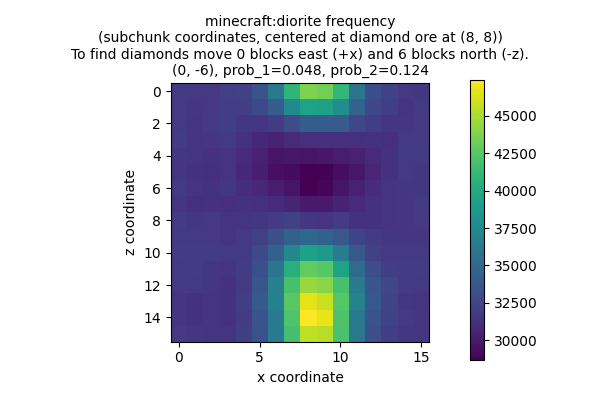 minecraft:diorite frequency
(subchunk coordinates, centered at diamond ore at (8, 8))
To find diamonds move 0 blocks east (+x) and 6 blocks north (-z).
(0, -6), prob_1=0.048, prob_2=0.124
0
2
4
6
8
10
12
14
z coordinate
0 5 10 15
x coordinate
45000
42500
40000
37500
35000
32500
30000